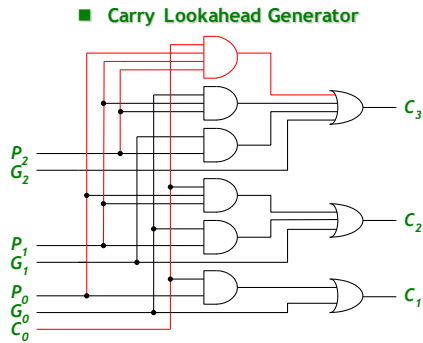 Carry Lookahead Generator
C3
P2
G2
C2
P1
G1
P0
C1
G0
C0